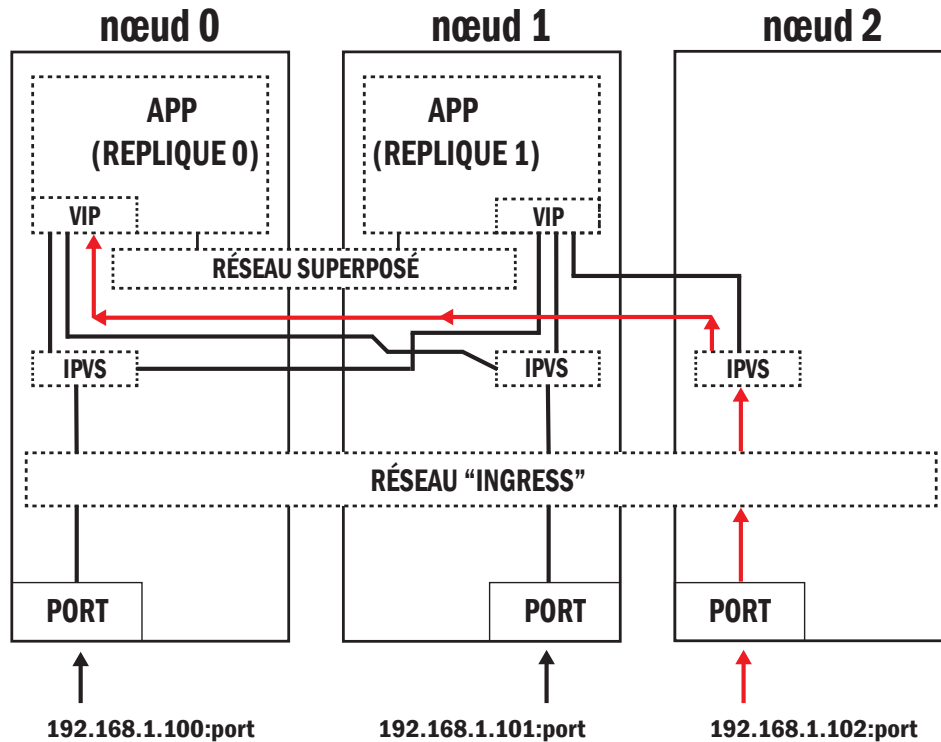 nœud 0
nœud 1
nœud 2
APP
(REPLIQUE 0)
APP
(REPLIQUE 1)
VIP
VIP
RÉSEAU SUPERPOSÉ
IPVS
IPVS
IPVS
RÉSEAU “INGRESS”
PORT
PORT
PORT
192.168.1.100:port
192.168.1.101:port
192.168.1.102:port